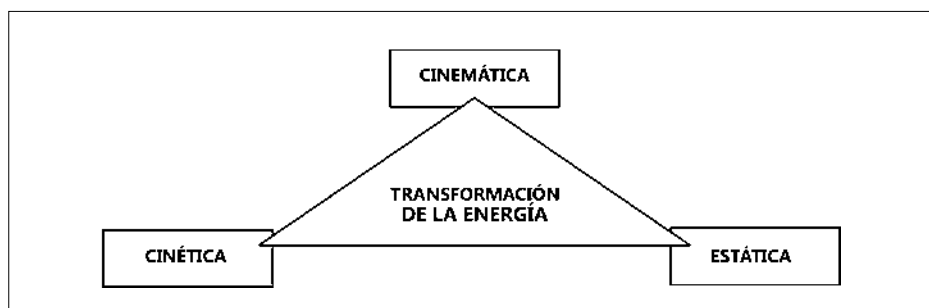 CINEMÁTICA
TRANSFORMACIÓN
DE LA ENERGÍA
CINÉTICA
ESTÁTICA